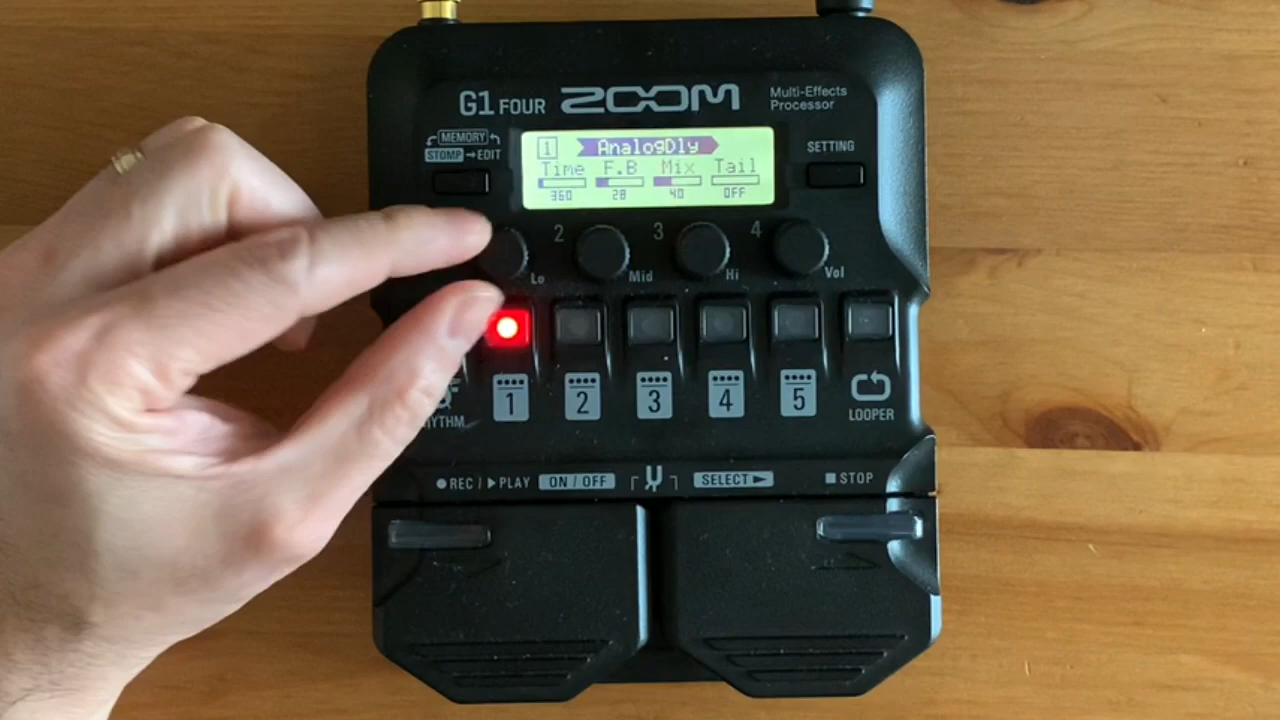 G1 FOUR ZOOM Multi-Effects
Processor
MEMORY
STOMP → EDIT
SETTING
1 AnalogDly
Time F.B Mix Tail
360 28 40 OFF
2 3 4
Lo Mid Hi Vol
1 2 3 4 5
LOOPER
● REC / ▶ PLAY ON / OFF SELECT ▶ ■ STOP